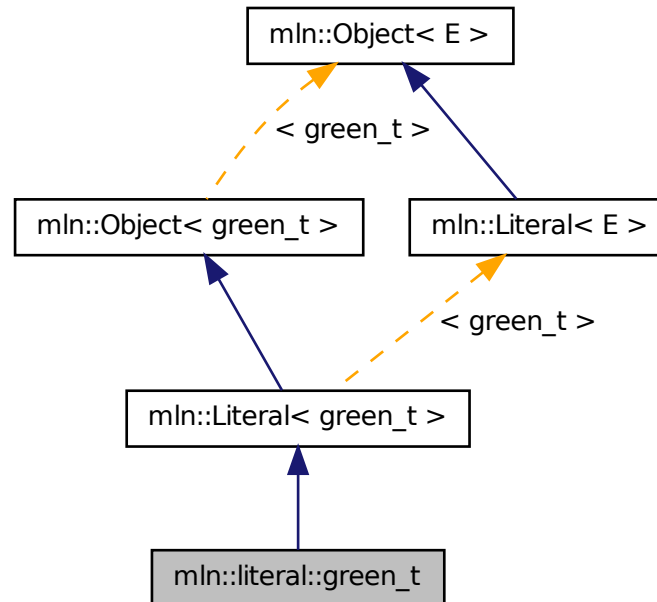 mln::Object< E >
< green_t >
mln::Object< green_t >
mln::Literal< E >
< green_t >
mln::Literal< green_t >
mln::literal::green_t